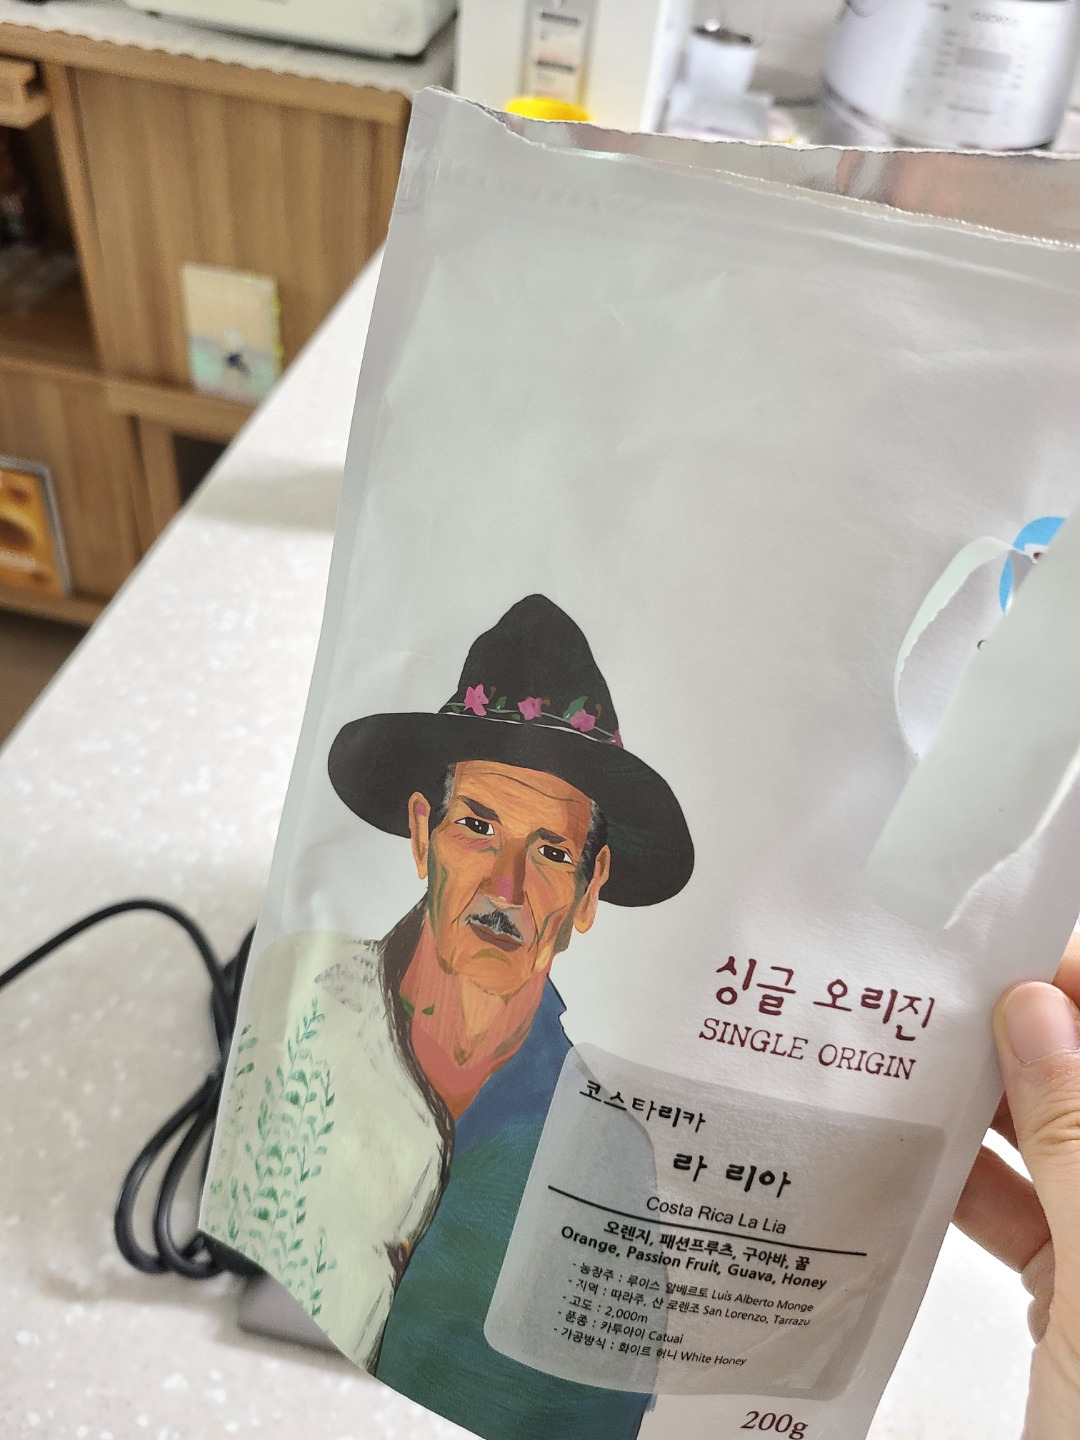 싱글 오리진
SINGLE ORIGIN
코스타리카
라 리아
Costa Rica La Lia
오렌지, 패션프루츠, 구아바, 꿀
Orange, Passion Fruit, Guava, Honey
- 농장주 : 루이스 알베르토 Luis Alberto Monge
- 지역 : 따라주, 산 로렌조 San Lorenzo, Tarrazu
- 고도 : 2,000m
- 품종 : 카투아이 Catuai
- 가공방식 : 화이트 허니 White Honey
200g